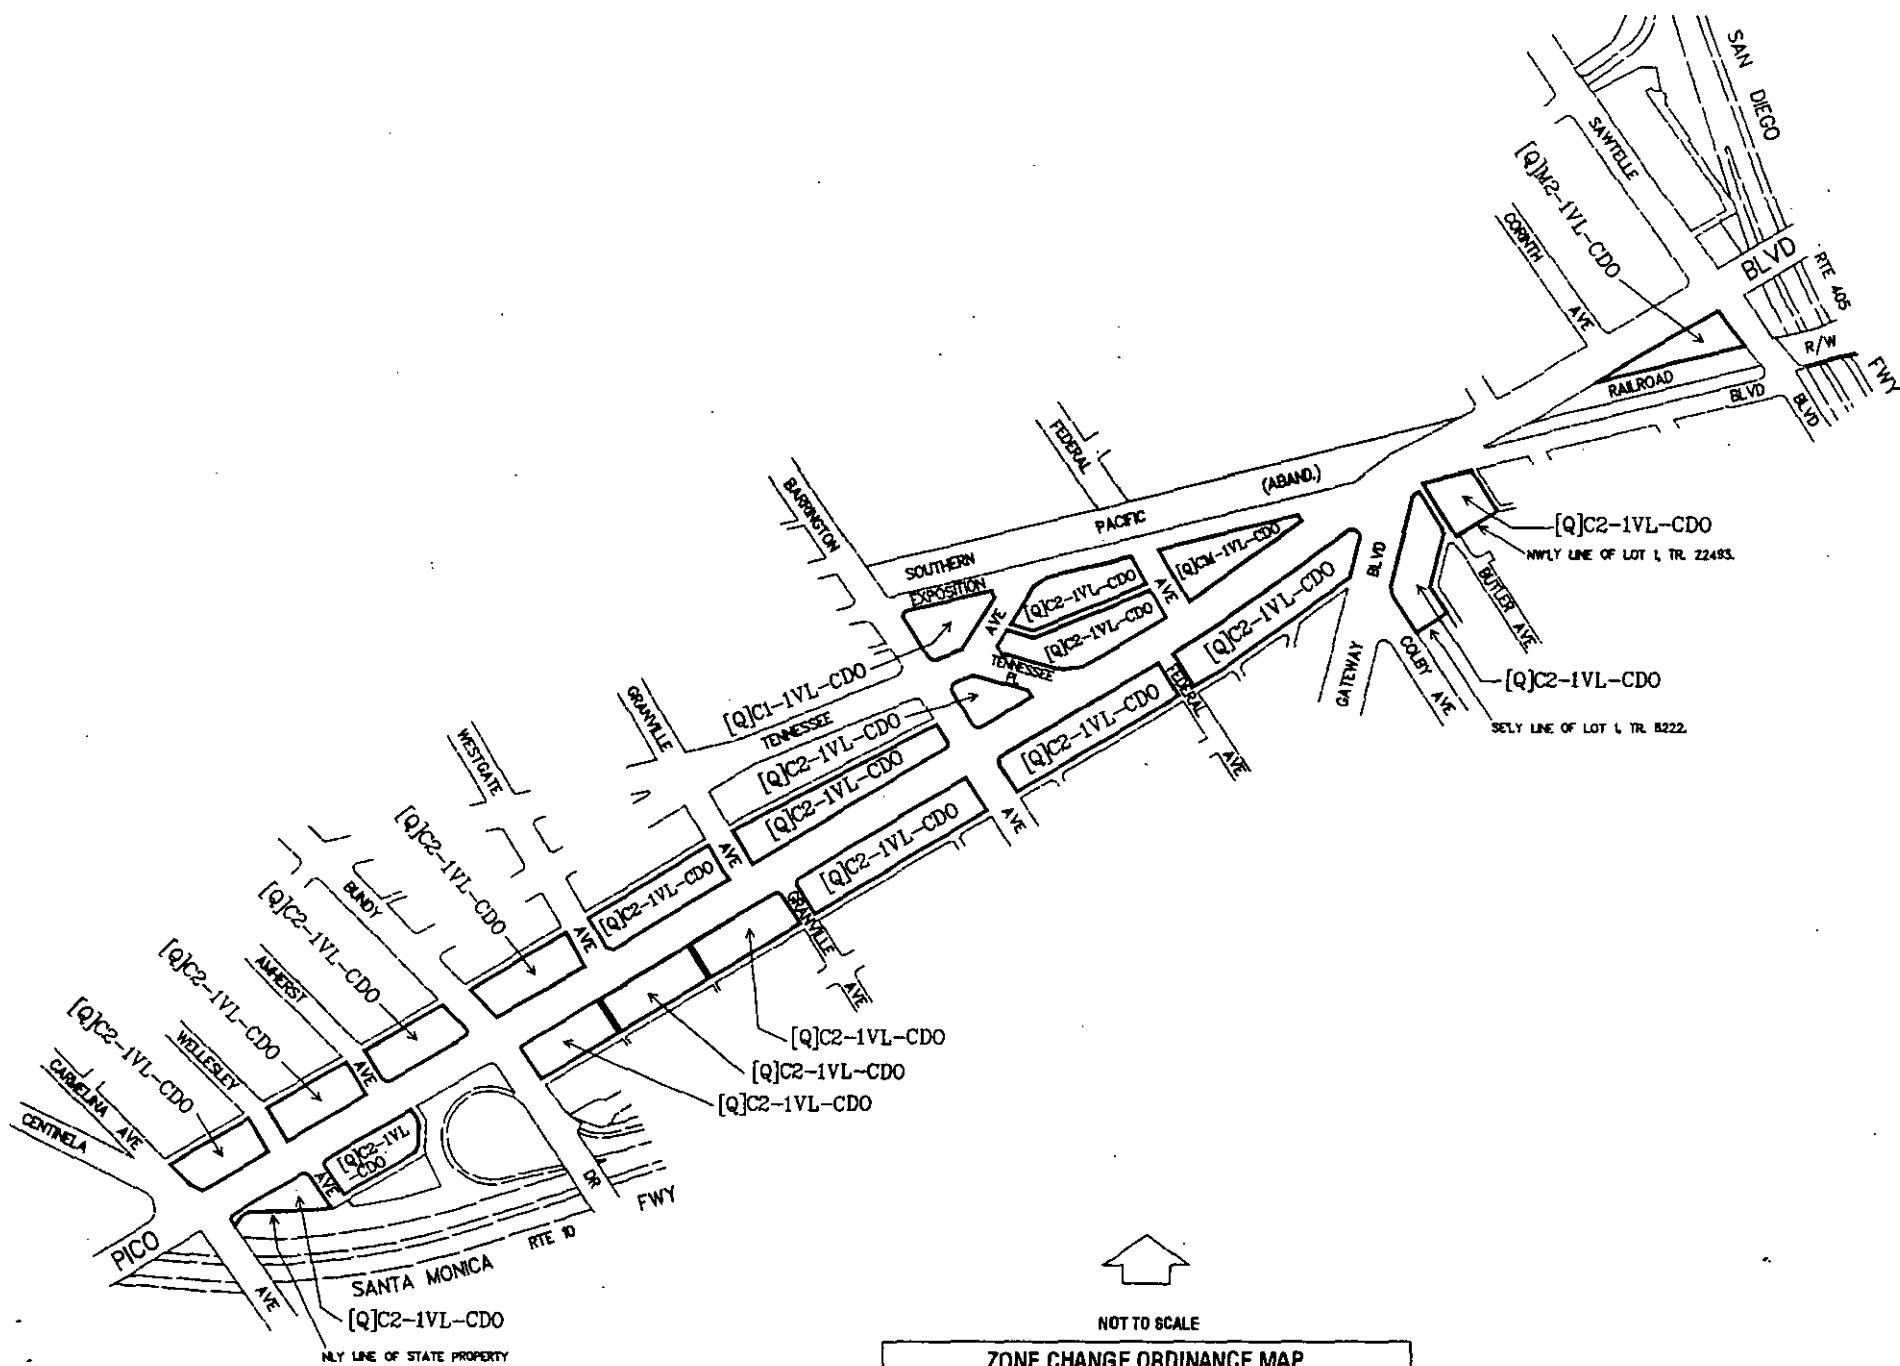 SAN DIEGO
SAWTELLE
[Q]M2-1VL-CDO
CORINTH
AVE
BLVD
RTE 405
R/W
FWY
RAILROAD
BLVD
BLVD
FEDERAL
BARRINGTON
(ABAND.)
PACIFIC
SOUTHERN
EXPOSITION
[Q]CM-1VL-CDO
[Q]C2-1VL-CDO
AVE
AVE
[Q]C2-1VL-CDO
[Q]C2-1VL-CDO
BLVD
[Q]C2-1VL-CDO
NWLY LINE OF LOT 1, TR. 22493.
BUTLER AVE
TENNESSEE
PL
FEDERAL
AVE
GATEWAY
COLBY AVE
[Q]C2-1VL-CDO
SE'LY LINE OF LOT 1, TR. 8222.
GRANVILLE
[Q]C1-1VL-CDO
TENNESSEE
[Q]C2-1VL-CDO
[Q]C2-1VL-CDO
[Q]C2-1VL-CDO
WESTGATE
[Q]C2-1VL-CDO
AVE
AVE
[Q]C2-1VL-CDO
[Q]C2-1VL-CDO
BUNDY
[Q]C2-1VL-CDO
AVE
GRANVILLE
AVE
[Q]C2-1VL-CDO
AMHERST
AVE
[Q]C2-1VL-CDO
WELLESLEY
[Q]C2-1VL-CDO
CARMELINA AVE
CENTINELA
[Q]C2-1VL-CDO
[Q]C2-1VL-CDO
[Q]C2-1VL-CDO
[Q]C2-1VL
-CDO
AVE
DR
FWY
PICO
RTE 10
SANTA MONICA
AVE
[Q]C2-1VL-CDO
NLY LINE OF STATE PROPERTY
NOT TO SCALE
ZONE CHANGE ORDINANCE MAP